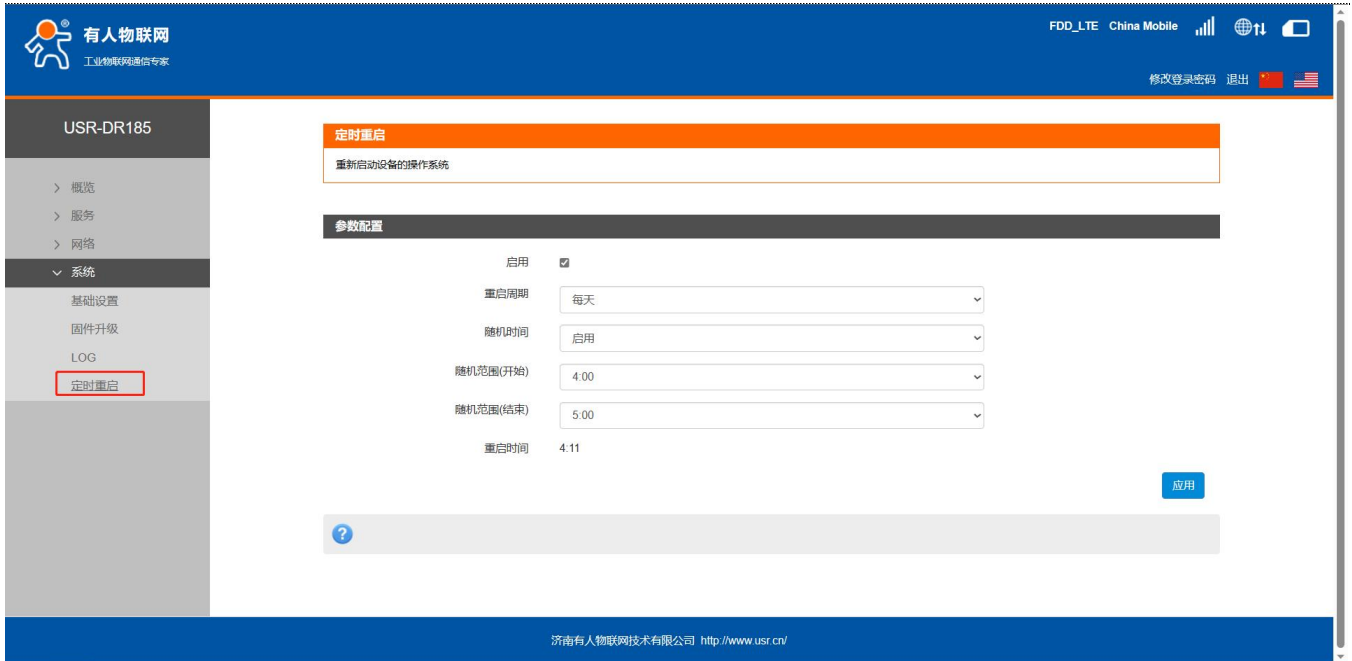 有人物联网
工业物联网通信专家
FDD_LTE China Mobile
修改登录密码 退出
USR-DR185
概览
服务
网络
系统
基础设置
固件升级
LOG
定时重启
定时重启
重新启动设备的操作系统
参数配置
启用
重启周期 每天
随机时间 启用
随机范围(开始) 4:00
随机范围(结束) 5:00
重启时间 4:11
应用
济南有人物联网技术有限公司 http://www.usr.cn/